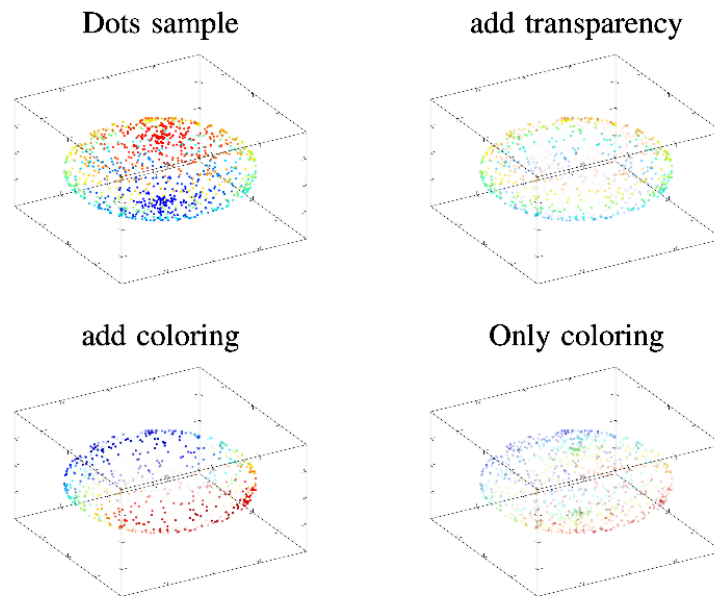 Dots sample
add transparency
add coloring
Only coloring